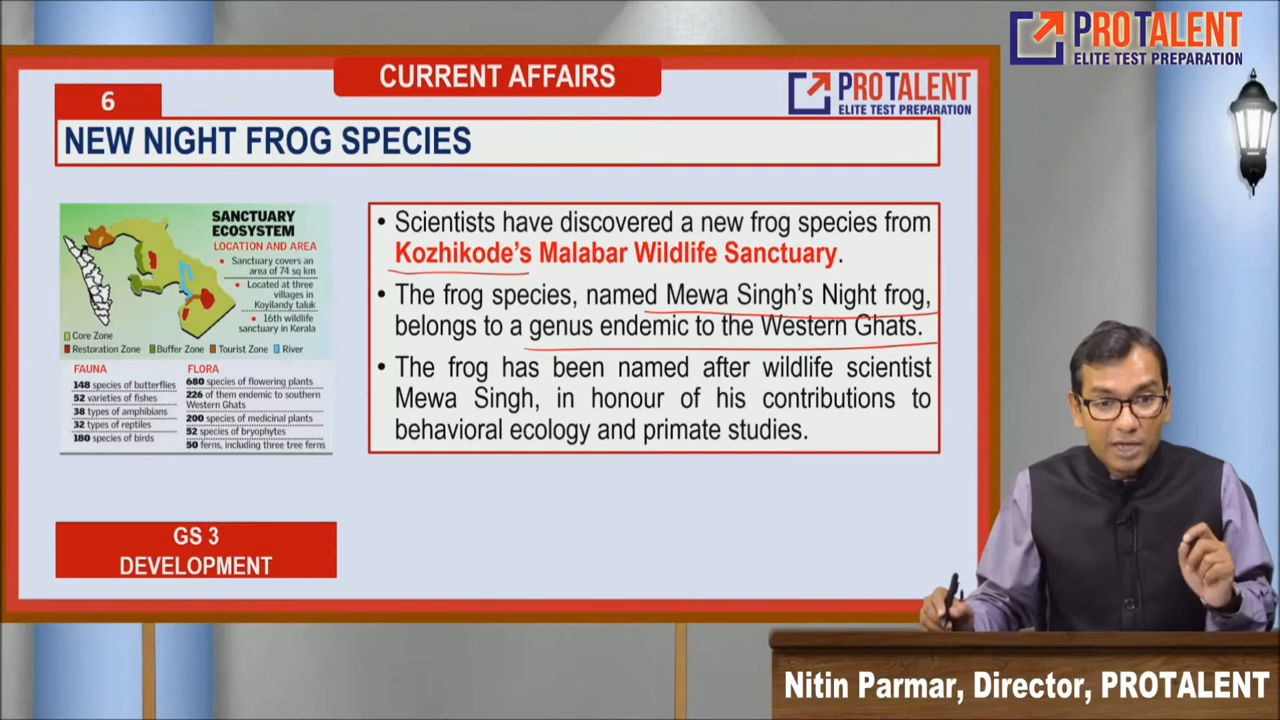 PROTALENT
ELITE TEST PREPARATION
CURRENT AFFAIRS
PROTALENT
ELITE TEST PREPARATION
6
NEW NIGHT FROG SPECIES
SANCTUARY
ECOSYSTEM
LOCATION AND AREA
• Sanctuary covers an
area of 74 sq km
• Located at three
villages in
Koyilandy taluk
• 16th wildlife
sanctuary in Kerala
Core Zone
Restoration Zone Buffer Zone Tourist Zone River
FAUNA
148 species of butterflies
52 varieties of fishes
38 types of amphibians
32 types of reptiles
180 species of birds
FLORA
680 species of flowering plants
226 of them endemic to southern
Western Ghats
200 species of medicinal plants
52 species of bryophytes
50 ferns, including three tree ferns
• Scientists have discovered a new frog species from
Kozhikode's Malabar Wildlife Sanctuary.
• The frog species, named Mewa Singh's Night frog,
belongs to a genus endemic to the Western Ghats.
• The frog has been named after wildlife scientist
Mewa Singh, in honour of his contributions to
behavioral ecology and primate studies.
GS 3
DEVELOPMENT
Nitin Parmar, Director, PROTALENT